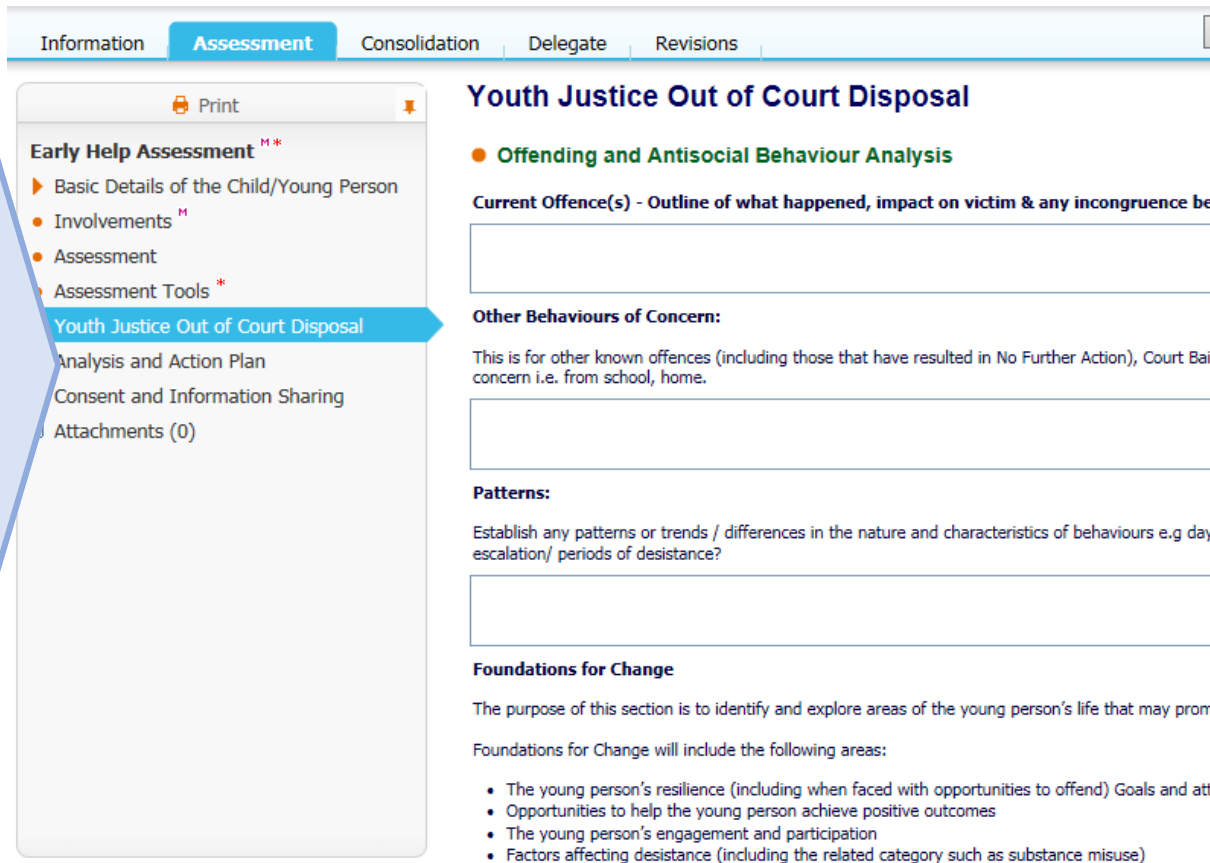 Information Assessment Consolidation Delegate Revisions
Print
Early Help Assessment M*
Basic Details of the Child/Young Person
Involvements M
Assessment
Assessment Tools *
Youth Justice Out of Court Disposal
Analysis and Action Plan
Consent and Information Sharing
Attachments (0)
Youth Justice Out of Court Disposal
Offending and Antisocial Behaviour Analysis
Current Offence(s) - Outline of what happened, impact on victim & any incongruence be
Other Behaviours of Concern:
This is for other known offences (including those that have resulted in No Further Action), Court Bai
concern i.e. from school, home.
Patterns:
Establish any patterns or trends / differences in the nature and characteristics of behaviours e.g day
escalation/ periods of desistance?
Foundations for Change
The purpose of this section is to identify and explore areas of the young person's life that may prom
Foundations for Change will include the following areas:
• The young person's resilience (including when faced with opportunities to offend) Goals and att
• Opportunities to help the young person achieve positive outcomes
• The young person's engagement and participation
• Factors affecting desistance (including the related category such as substance misuse)